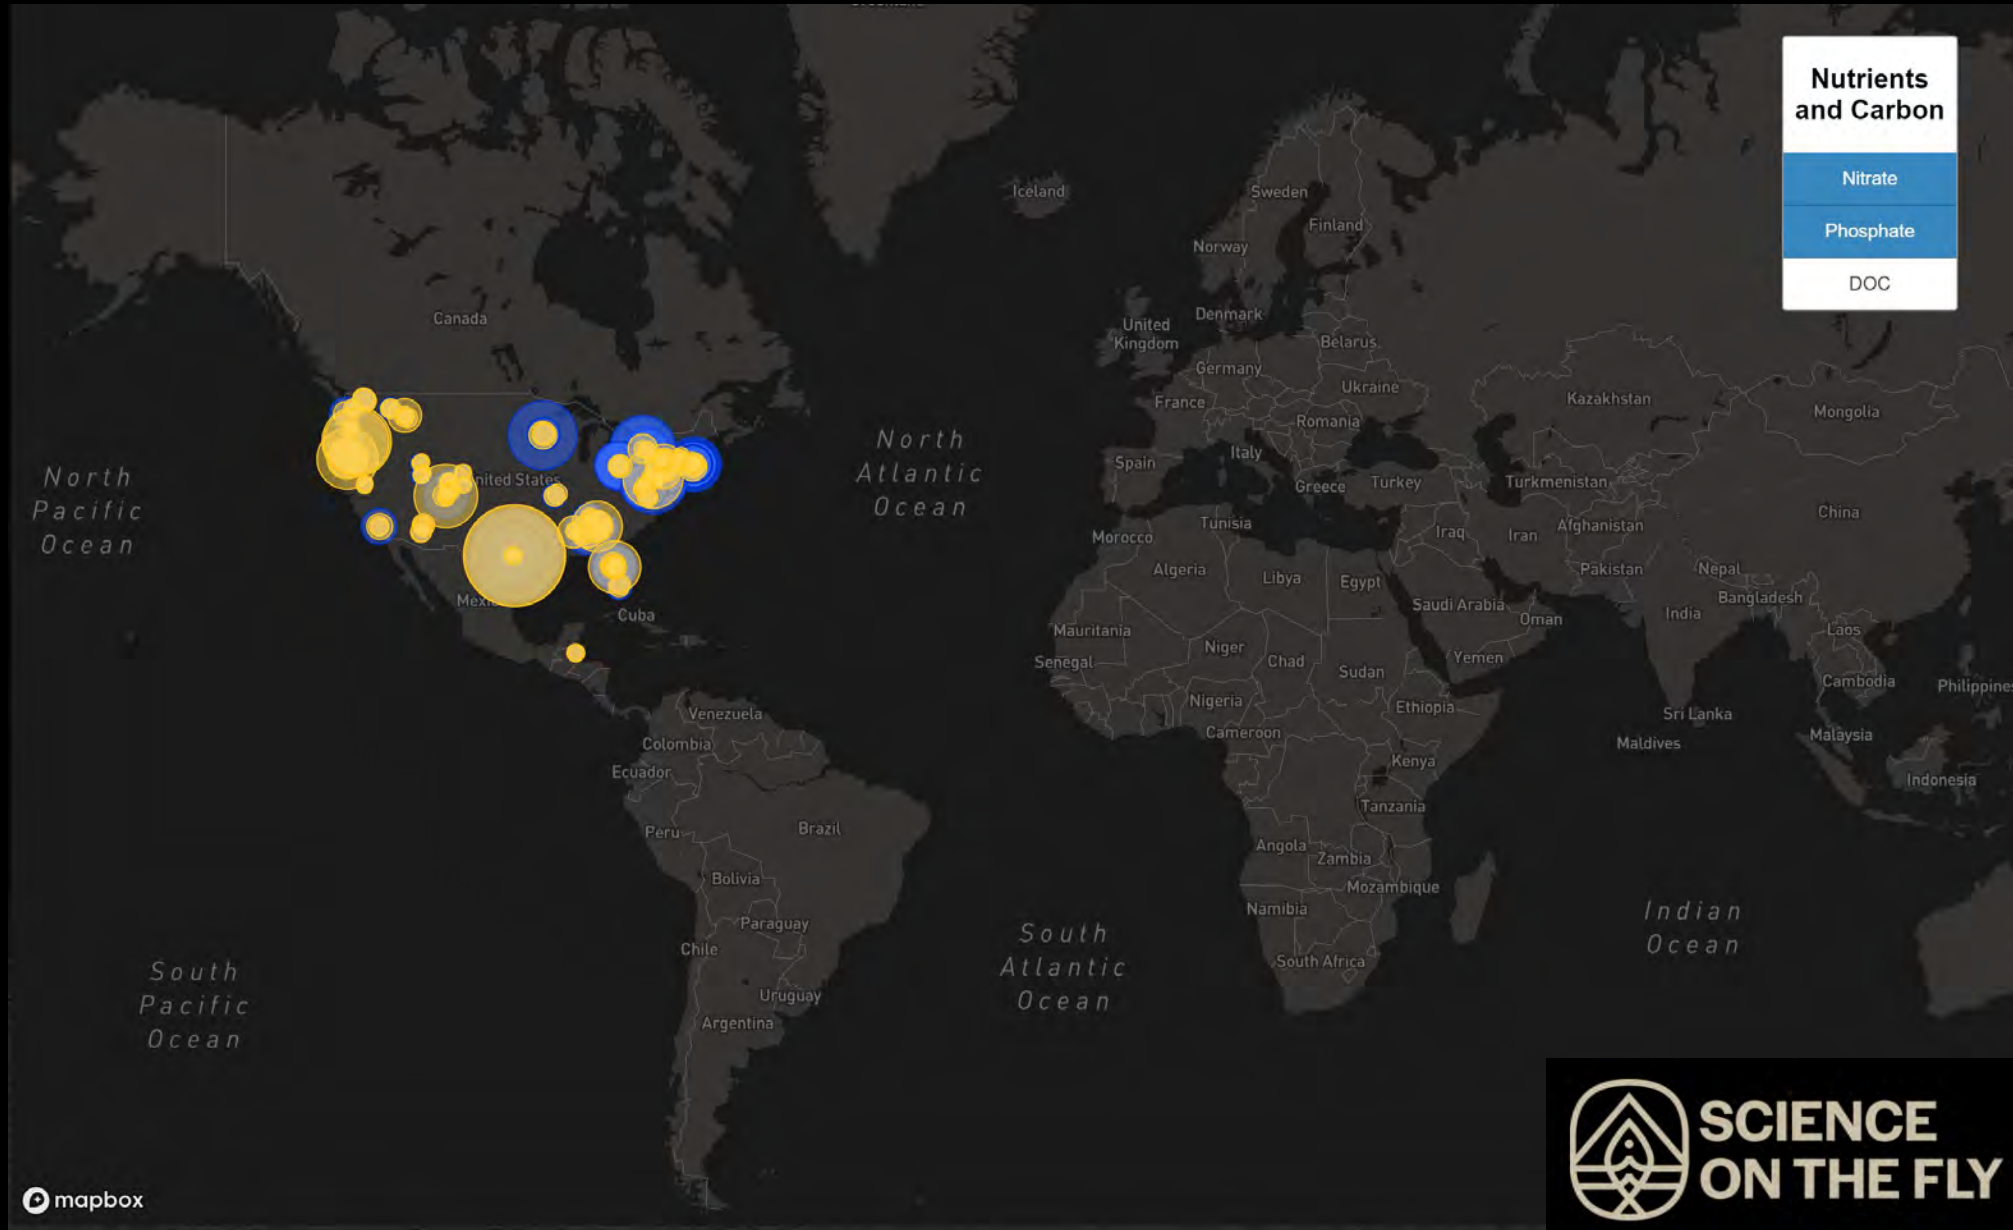 Nutrients
and Carbon
Nitrate
Phosphate
DOC
Iceland
Sweden
Finland
Norway
Canada
Denmark
United
Kingdom
Belarus
Germany
Ukraine
France
Kazakhstan
Mongolia
Romania
North
Atlantic
Ocean
Italy
Spain
North
Pacific
Ocean
United States
Greece
Turkey
Turkmenistan
China
Tunisia
Morocco
Iraq
Iran
Afghanistan
Algeria
Libya
Egypt
Pakistan
Nepal
Mexi
Bangladesh
Saudi Arabia
Oman
India
Cuba
Mauritania
Laos
Niger
Chad
Senegal
Sudan
Yemen
Cambodia
Philippines
Nigeria
Ethiopia
Venezuela
Sri Lanka
Cameroon
Malaysia
Colombia
Maldives
Kenya
Ecuador
Indonesia
Tanzania
Peru
Brazil
Angola
Zambia
Bolivia
Mozambique
Namibia
Paraguay
Indian
Ocean
South
Atlantic
Ocean
Chile
South Africa
South
Pacific
Ocean
Uruguay
Argentina
SCIENCE
ON THE FLY
mapbox